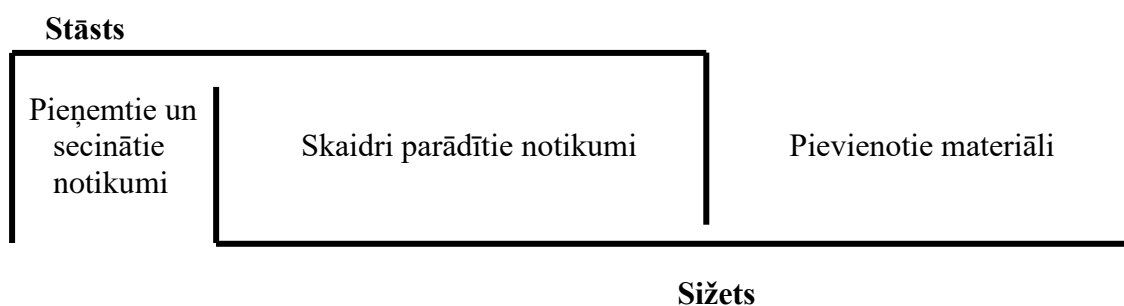 Stāsts
Pieņemtie un
secinātie
notikumi
Skaidri parādītie notikumi
Pievienotie materiāli
Sižets